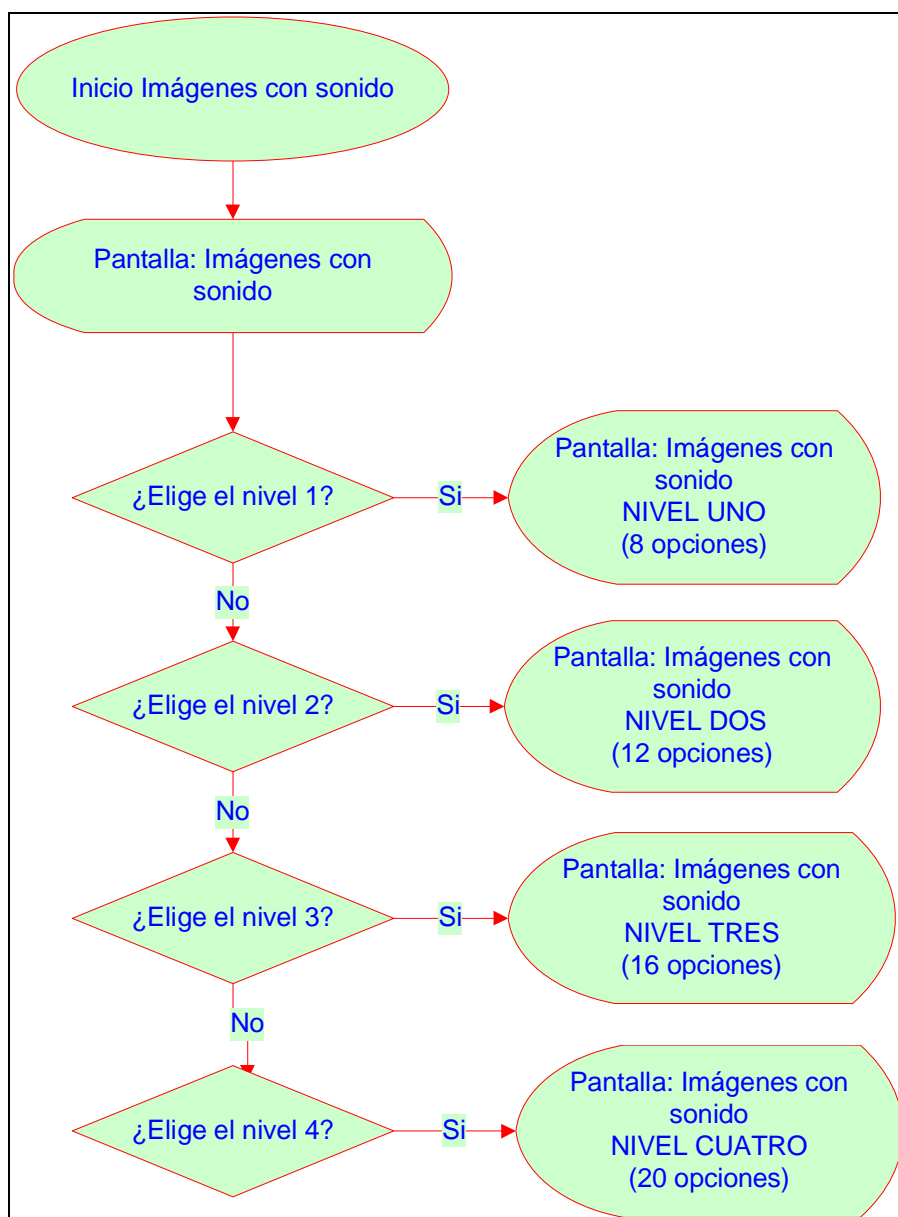 Inicio Imágenes con sonido
Pantalla: Imágenes con
sonido
¿Elige el nivel 1?
Si
Pantalla: Imágenes con
sonido
NIVEL UNO
(8 opciones)
No
¿Elige el nivel 2?
Si
Pantalla: Imágenes con
sonido
NIVEL DOS
(12 opciones)
No
¿Elige el nivel 3?
Si
Pantalla: Imágenes con
sonido
NIVEL TRES
(16 opciones)
No
¿Elige el nivel 4?
Si
Pantalla: Imágenes con
sonido
NIVEL CUATRO
(20 opciones)